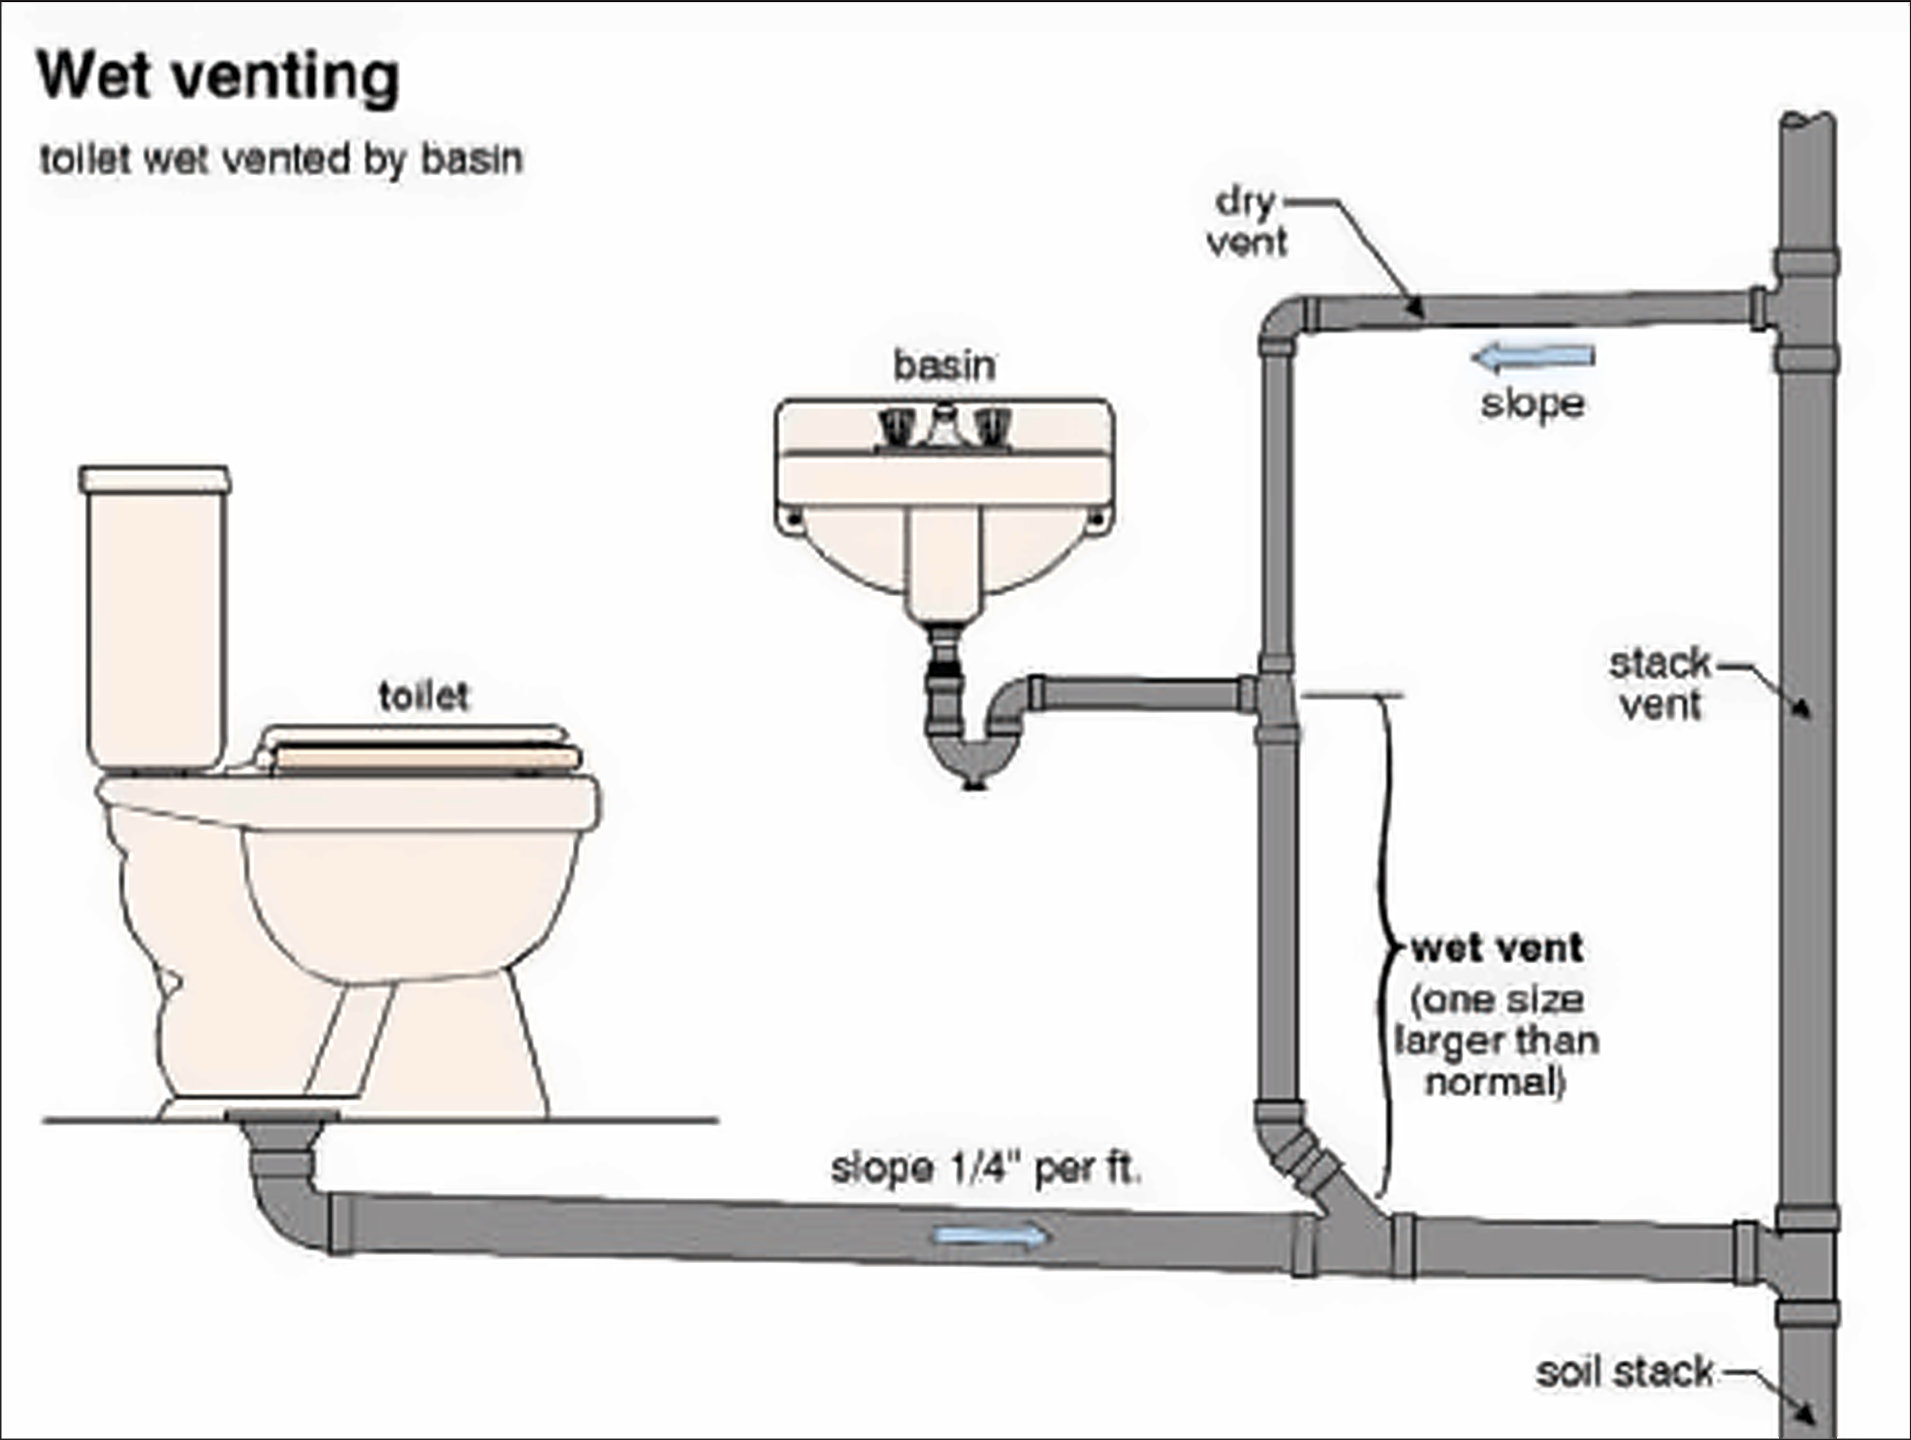 Wet venting
toilet wet vented by basin
dry
vent
basin
slope
toilet
stack
vent
wet vent
(one size
larger than
normal)
slope 1/4" per ft.
soil stack